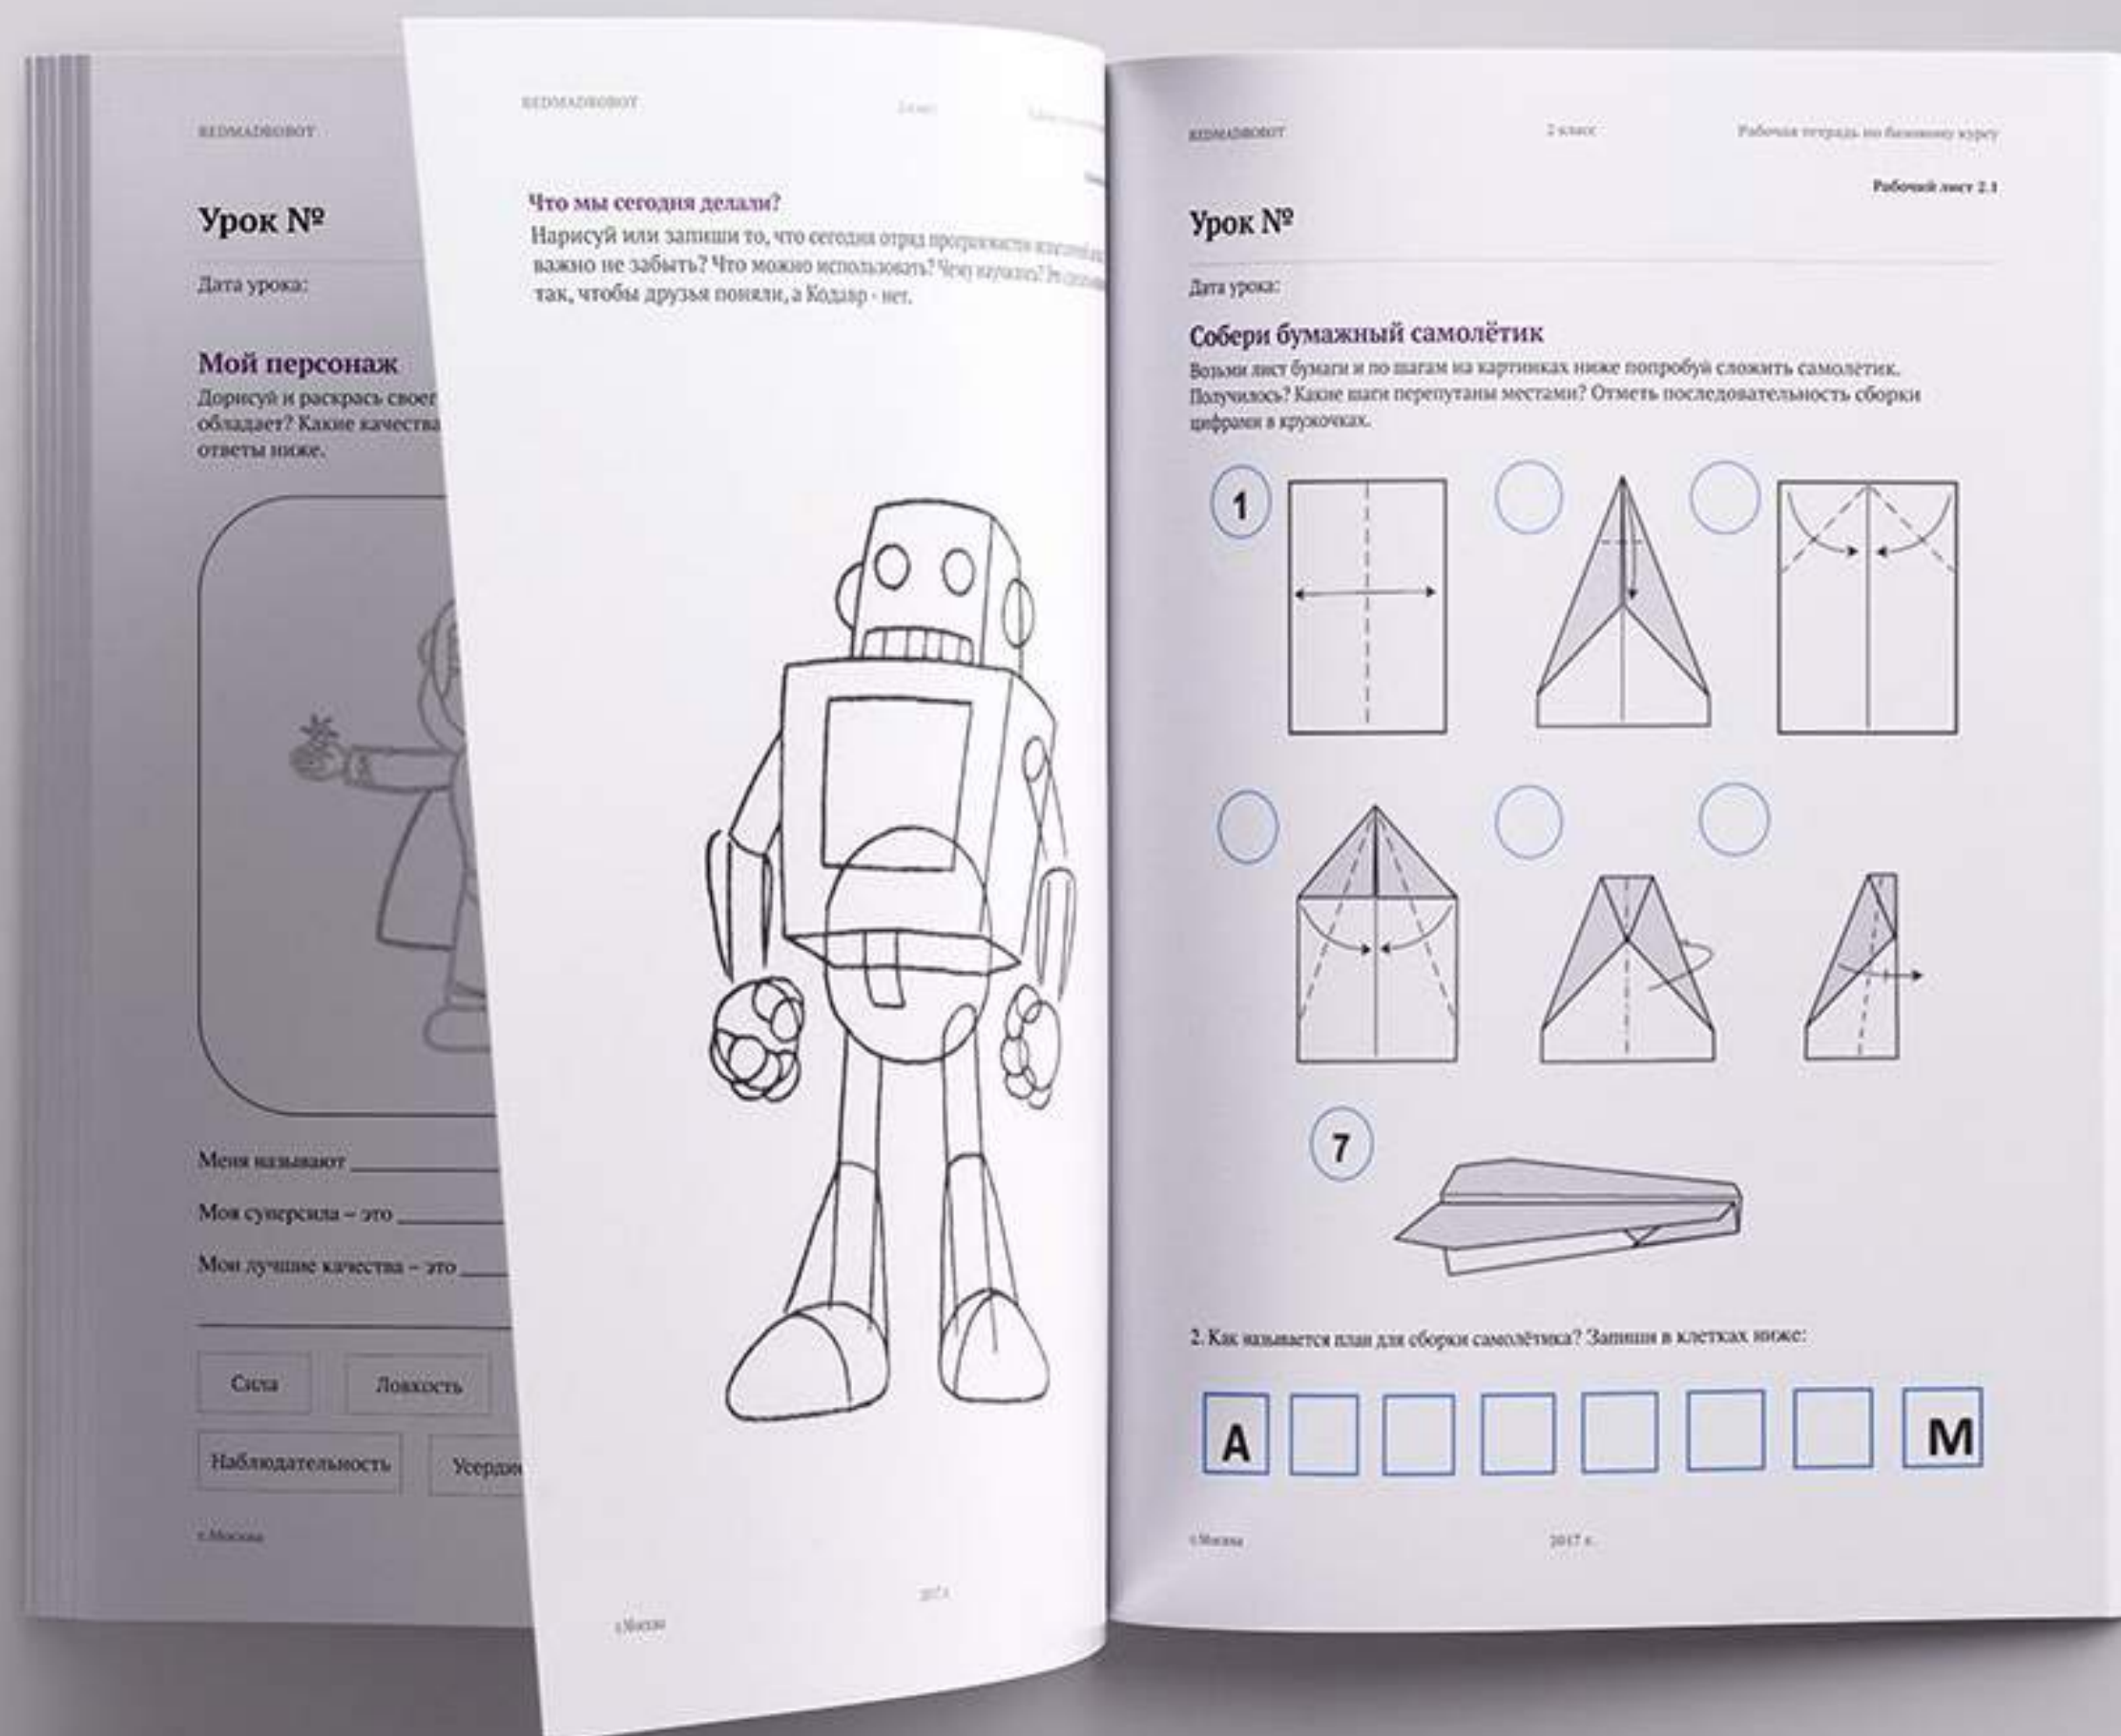 REDMADROBOT
Урок №
Дата урока:
Мой персонаж
Дорисуй и раскрась
обладает? Какие качества
ответы ниже.
Меня называют
Моя суперсила – это
Мои лучшие качества – это
Сила
Ловкость
Наблюдательность
г.Москва
REDMADROBOT
Что мы сегодня делали?
Нарисуй или запиши то, что сегодня отряд
важно не забыть? Что можно использовать? Чему научились?
так, чтобы друзья поняли, а Кодавр - нет.
г.Москва
REDMADROBOT
2 класс
Рабочая тетрадь по базовому курсу
Рабочий лист 2.1
Урок №
Дата урока:
Собери бумажный самолётик
Возьми лист бумаги и по шагам на картинках ниже попробуй сложить самолётик.
Получилось? Какие шаги перепутаны местами? Отметь последовательность сборки
цифрами в кружочках.
1
7
2. Как называется план для сборки самолётика? Запиши в клетках ниже:
А М
г.Москва
2017 г.